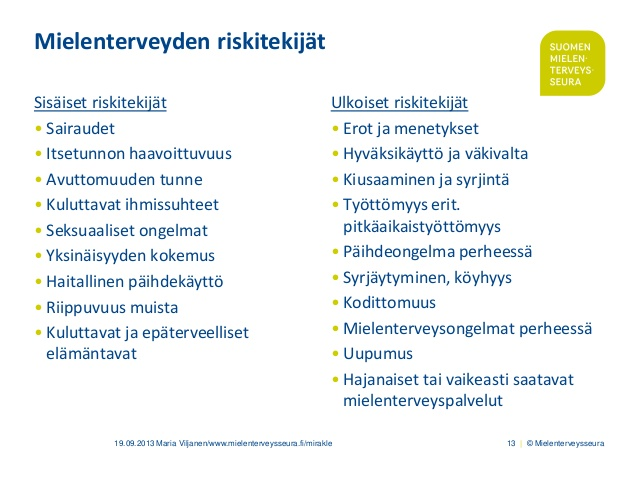 Mielenterveyden riskitekijät
SUOMEN
MIELEN-
TERVEYS-
SEURA
Sisäiset riskitekijät
• Sairaudet
• Itsetunnon haavoittuvuus
• Avuttomuuden tunne
• Kuluttavat ihmissuhteet
• Seksuaaliset ongelmat
• Yksinäisyyden kokemus
• Haitallinen päihdekäyttö
• Riippuvuus muista
• Kuluttavat ja epäterveelliset
elämäntavat
Ulkoiset riskitekijät
• Erot ja menetykset
• Hyväksikäyttö ja väkivalta
• Kiusaaminen ja syrjintä
• Työttömyys erit.
pitkäaikaistyöttömyys
• Päihdeongelma perheessä
• Syrjäytyminen, köyhyys
• Kodittomuus
• Mielenterveysongelmat perheessä
• Uupumus
• Hajanaiset tai vaikeasti saatavat
mielenterveyspalvelut
19.09.2013 Maria Viljanen/www.mielenterveysseura.fi/mirakle
13 | © Mielenterveysseura